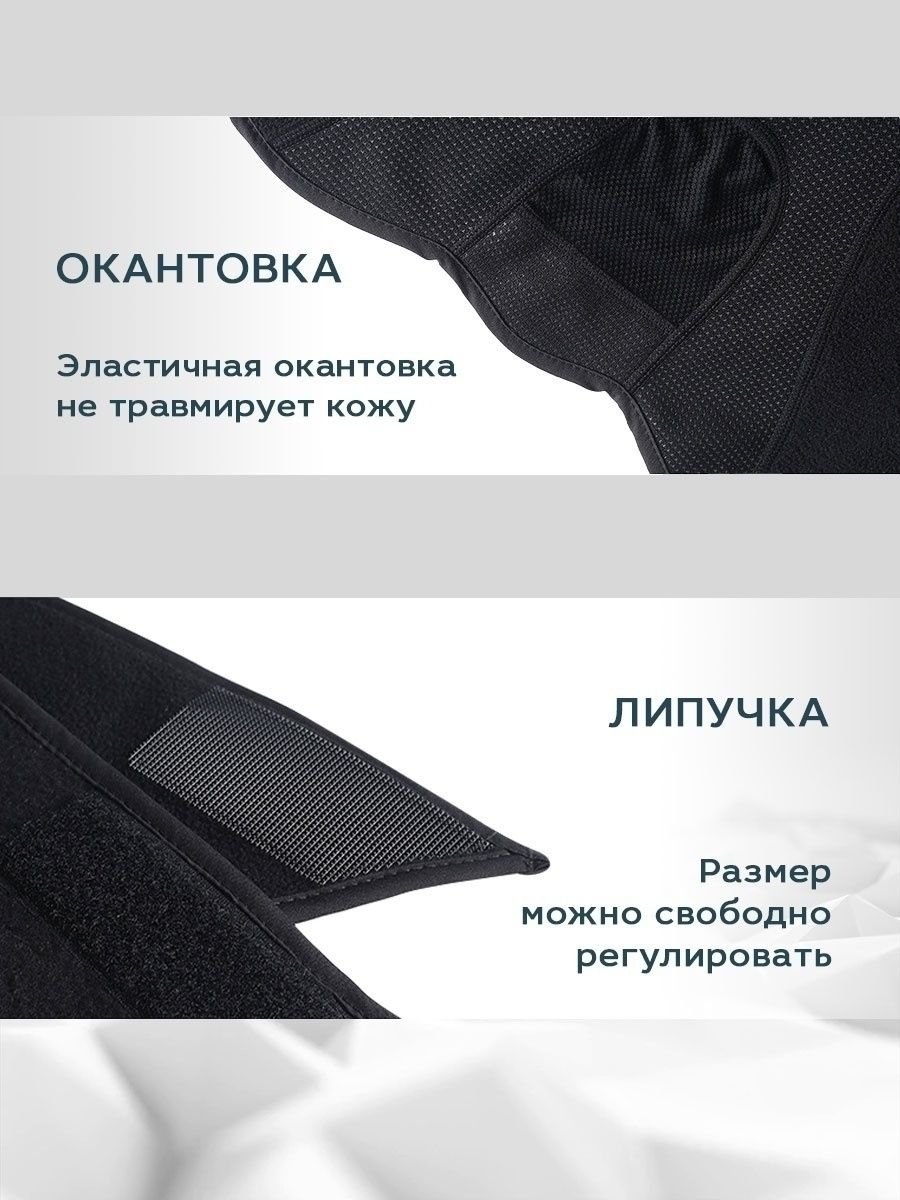 ОКАНТОВКА
Эластичная окантовка
не травмирует кожу
ЛИПУЧКА
Размер
можно свободно
регулировать